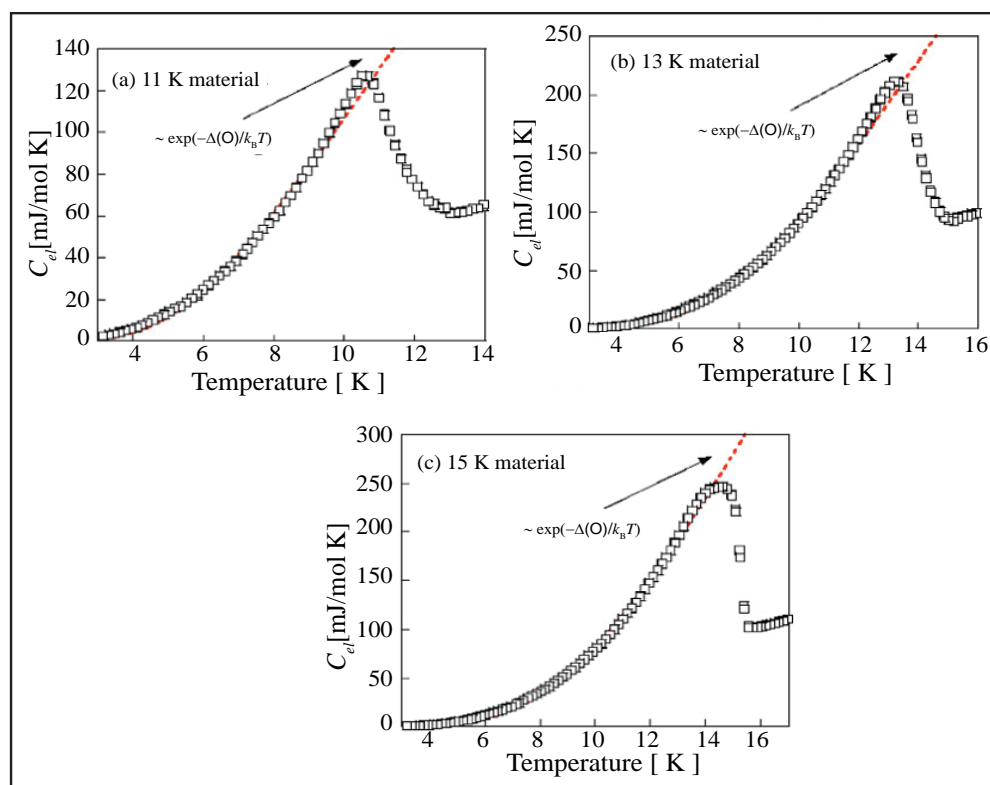 140
120
100
80
60
40
20
0
C_el[mJ/mol K]
(a) 11 K material
~ exp(−Δ(O)/k_BT)
4 6 8 10 12 14
Temperature [ K ]
250
200
150
100
50
0
C_el[mJ/mol K]
(b) 13 K material
~ exp(−Δ(O)/k_BT)
4 6 8 10 12 14 16
Temperature [ K ]
300
250
200
150
100
50
0
C_el[mJ/mol K]
(c) 15 K material
~ exp(−Δ(O)/k_BT)
4 6 8 10 12 14 16
Temperature [ K ]